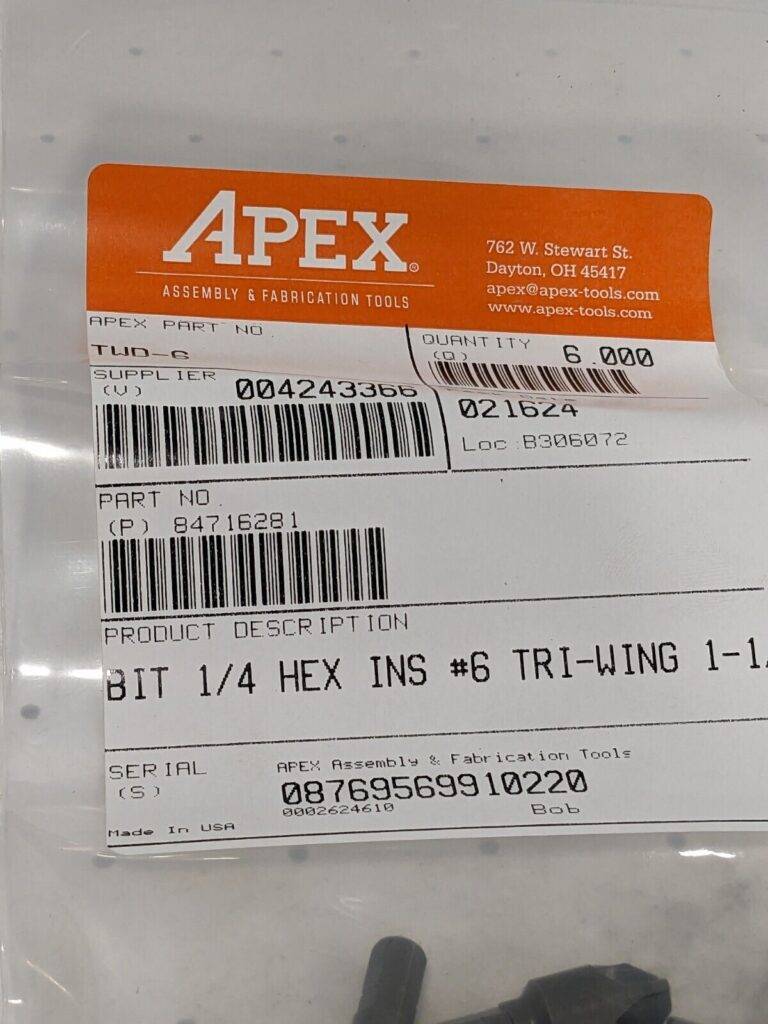 APEX®
ASSEMBLY & FABRICATION TOOLS
762 W. Stewart St.
Dayton, OH 45417
apex@apex-tools.com
www.apex-tools.com
APEX PART NO
TWD-6
QUANTITY
(Q) 6.000
SUPPLIER
(V) 004243366
021624
Loc:B306072
PART NO.
(P) 84716281
PRODUCT DESCRIPTION
BIT 1/4 HEX INS #6 TRI-WING 1-1/
SERIAL
(S)
APEX Assembly & Fabrication Tools
08769569910220
0002624610
Bob
Made In USA